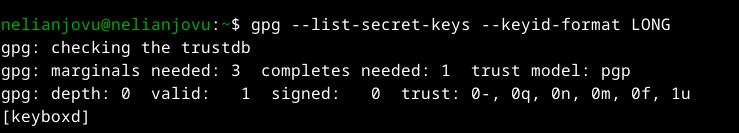 nelianjovu@nelianjovu:~$ gpg --list-secret-keys --keyid-format LONG
gpg: checking the trustdb
gpg: marginals needed: 3  completes needed: 1  trust model: pgp
gpg: depth: 0  valid:   1  signed:   0  trust: 0-, 0q, 0n, 0m, 0f, 1u
[keyboxd]